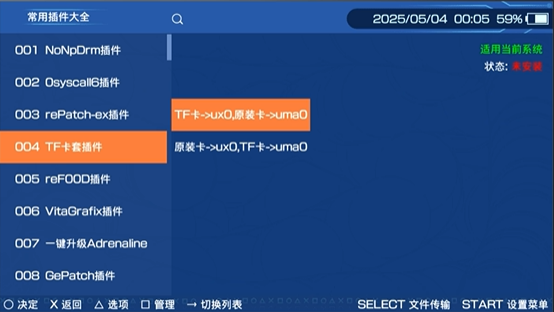 常用插件大全
2025/05/04 00:05 59%
001 NoNpDrm插件
适用当前系统
状态: 未安装
002 0syscall6插件
003 rePatch-ex插件
TF卡->ux0,原装卡->uma0
004 TF卡套插件
原装卡->ux0,TF卡->uma0
005 reF00D插件
006 VitaGrafix插件
007 一键升级Adrenaline
008 GePatch插件
决定 X 返回 △ 选项 □ 管理 → 切换列表 SELECT 文件传输 START 设置菜单